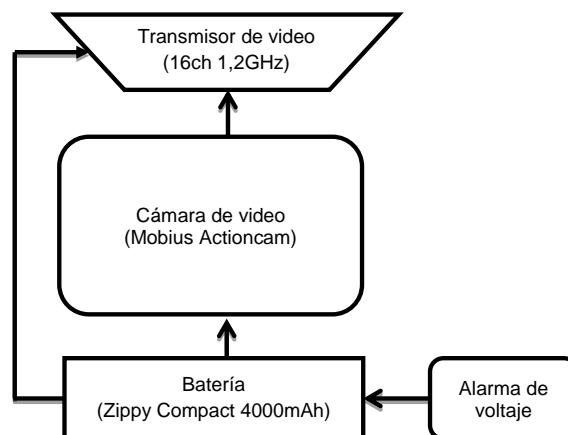 Transmisor de video
(16ch 1,2GHz)
Cámara de video
(Mobius Actioncam)
Batería
(Zippy Compact 4000mAh)
Alarma de
voltaje